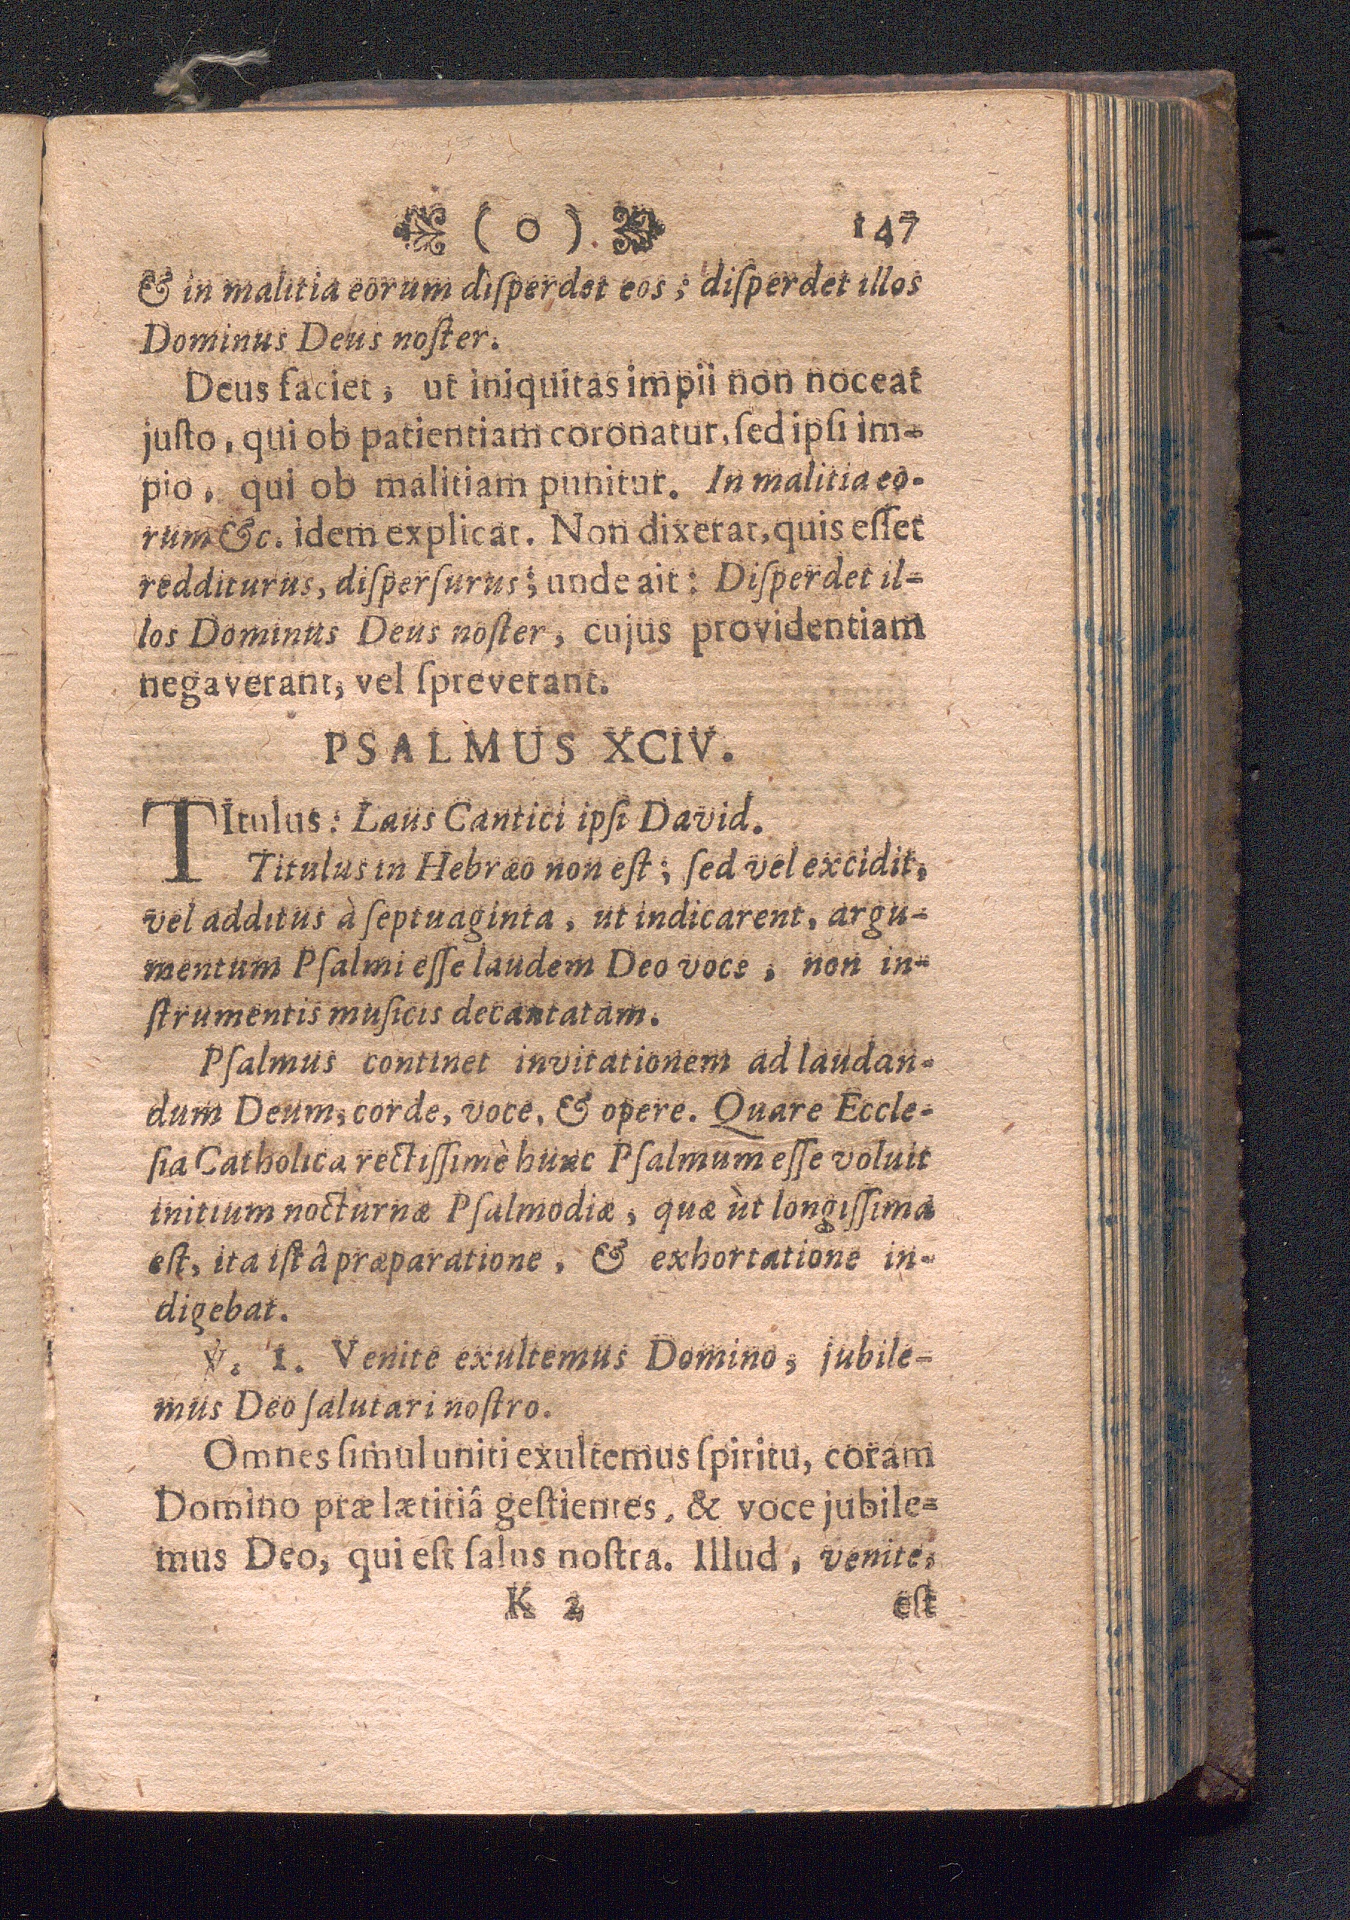 ( o ). 147
& in malitia eorum diſperdet eos; diſperdet illos
Dominus Deus noſter.
Deus faciet, ut iniquitas impii non noceat
juſto, qui ob patientiam coronatur, ſed ipſi im-
pio, qui ob malitiam punitur. In malitia eo-
rum &c. idem explicat. Non dixerat, quis eſſet
redditurus, diſperſurus; unde ait: Diſperdet il-
los Dominus Deus noſter, cujus providentiam
negaverant, vel ſpreverant.
PSALMUS XCIV.
TItulus: Laus Cantici ipſi David.
Titulus in Hebræo non eſt; ſed vel excidit,
vel additus à ſeptuaginta, ut indicarent, argu-
mentum Pſalmi eſſe laudem Deo voce, non in-
ſtrumentis muſicis decantatam.
Pſalmus continet invitationem ad laudan-
dum Deum, corde, voce, & opere. Quare Eccle-
ſia Catholica rectiſſimè hunc Pſalmum eſſe voluit
initium nocturnæ Pſalmodiæ, quæ ùt longiſſima
eſt, ita iſtâ præparatione, & exhortatione in-
digebat.
℣. 1. Venite exultemus Domino, jubile-
mus Deo ſalutari noſtro.
Omnes ſimul uniti exultemus ſpiritu, coram
Domino præ lætitiâ geſtientes, & voce jubile-
mus Deo, qui eſt ſalus noſtra. Illud, venite,
K 2 eſt